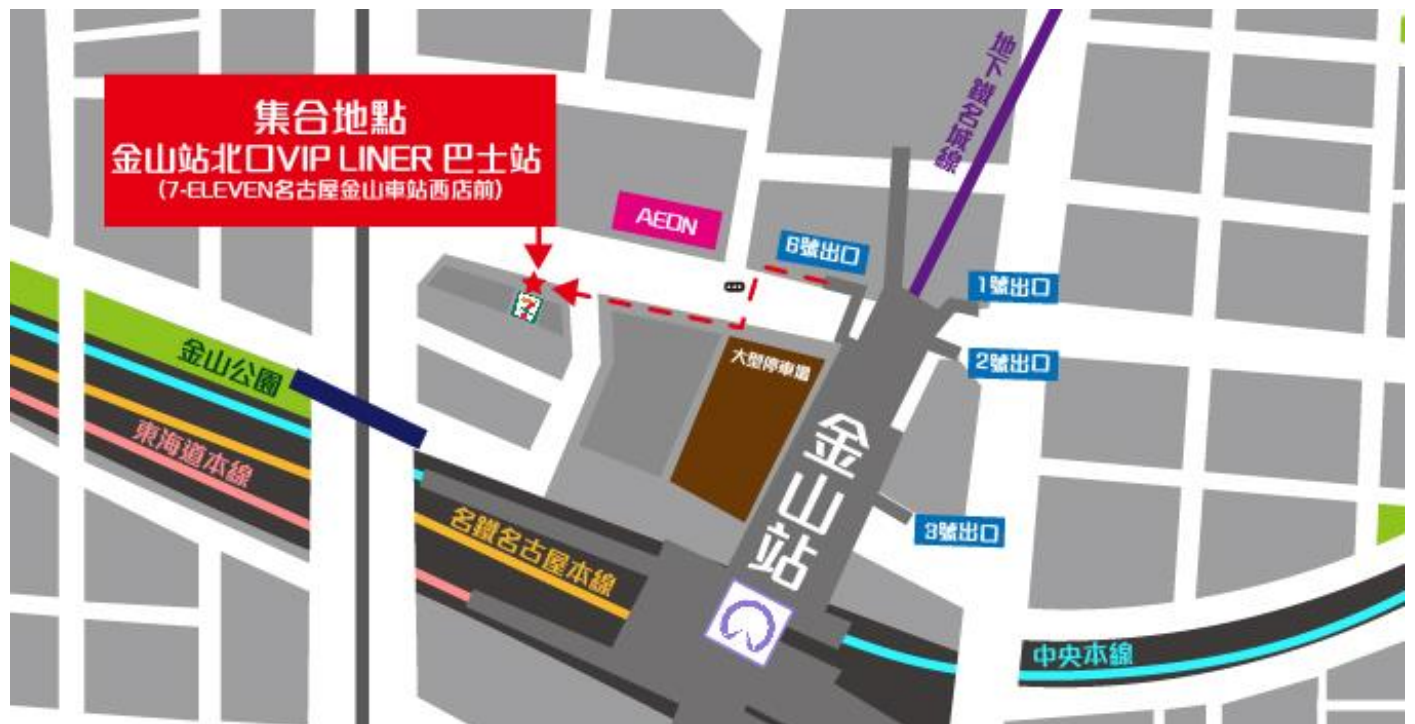 集合地點
金山站北口VIP LINER 巴士站
(7-ELEVEN名古屋金山車站西店前)
地下鐵名城線
AEON
6號出口
1號出口
7
大型停車場
2號出口
金山公園
金山站
東海道本線
名鐵名古屋本線
3號出口
中央本線